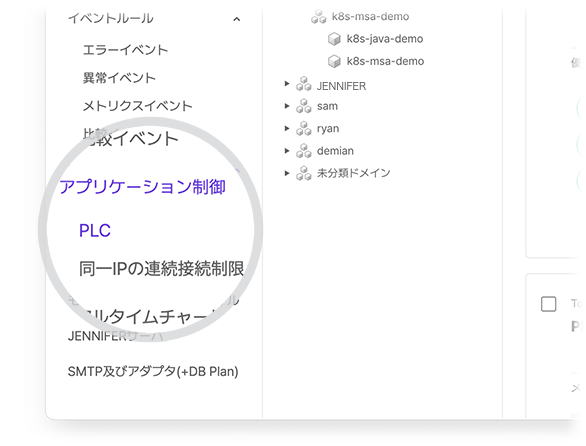 イベントルール
エラーイベント
異常イベント
メトリクスイベント
比較イベント
アプリケーション制御
PLC
同一IPの連続接続制限
ルタイムチャー
JENNIFERサーバ
SMTP及びアダプタ(+DB Plan)
k8s-msa-demo
k8s-java-demo
k8s-msa-demo
JENNIFER
sam
ryan
demian
未分類ドメイン
優
To
P
メ